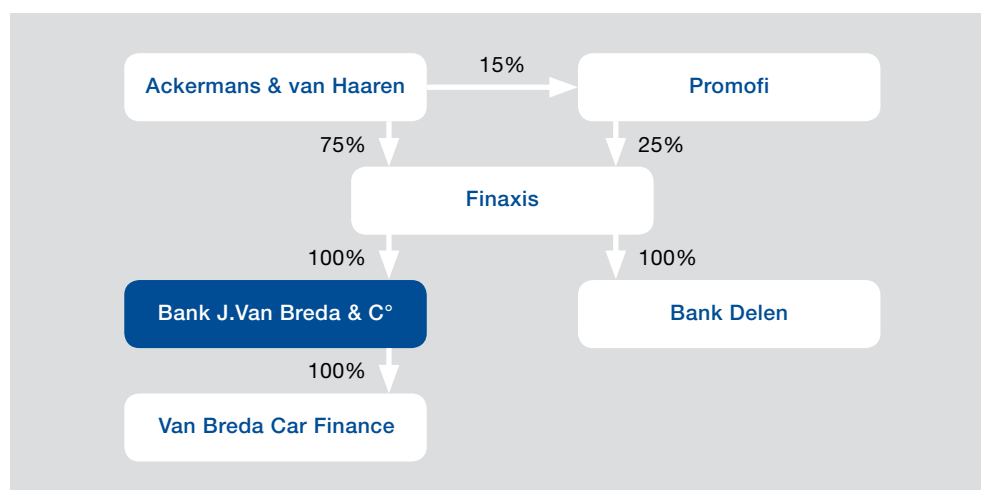 Ackermans & van Haaren
15%
Promofi
75%
25%
Finaxis
100%
100%
Bank J.Van Breda & C°
Bank Delen
100%
Van Breda Car Finance